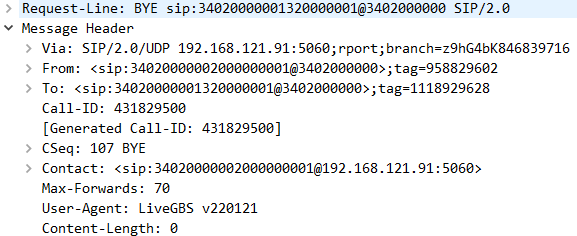 Request-Line: BYE sip:34020000001320000001@3402000000 SIP/2.0
Message Header
Via: SIP/2.0/UDP 192.168.121.91:5060;rport;branch=z9hG4bK846839716
From: <sip:34020000002000000001@3402000000>;tag=958829602
To: <sip:34020000001320000001@3402000000>;tag=1118929628
Call-ID: 431829500
[Generated Call-ID: 431829500]
CSeq: 107 BYE
Contact: <sip:34020000002000000001@192.168.121.91:5060>
Max-Forwards: 70
User-Agent: LiveGBS v220121
Content-Length: 0